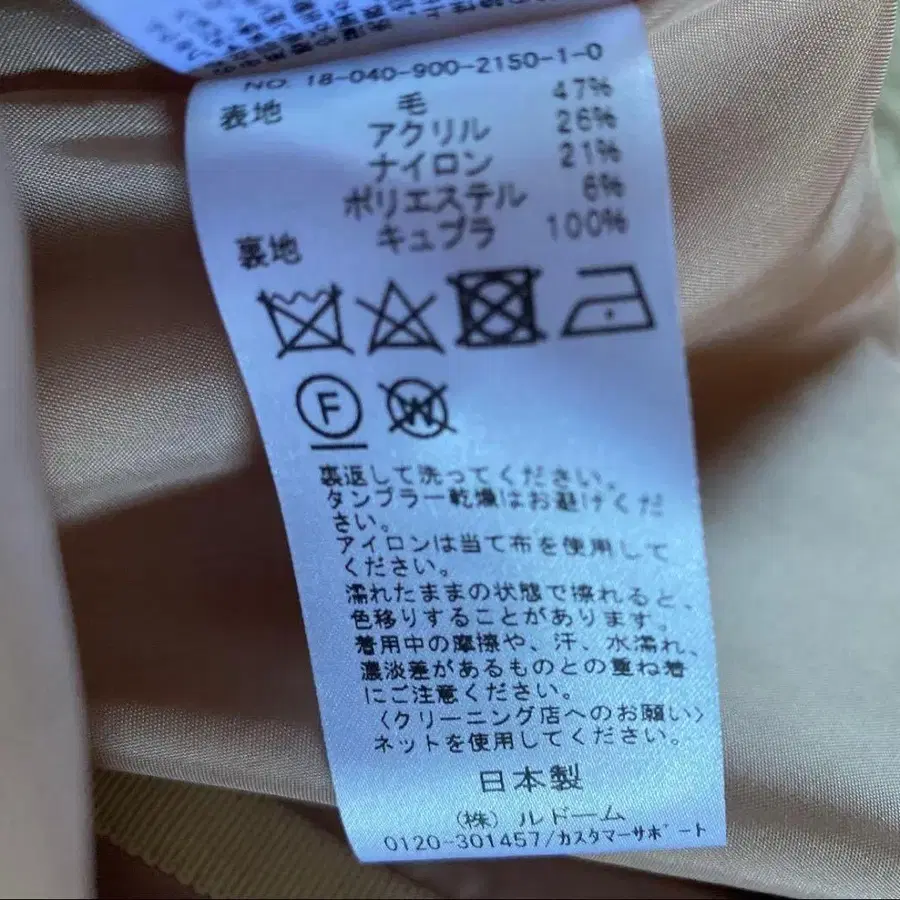 NO. 18-040-900-2150-1-0
表地 毛 47%
アクリル 26%
ナイロン 21%
ポリエステル 6%
裏地 キュプラ 100%
F W
裏返して洗ってください。
タンブラー乾燥はお避けくだ
さい。
アイロンは当て布を使用して
ください。
濡れたままの状態で擦れると、
色移りすることがあります。
着用中の摩擦や、汗、水濡れ、
濃淡差があるものとの重ね着
にご注意ください。
〈クリーニング店へのお願い〉
ネットを使用してください。
日本製
(株) ルドーム
0120-301457/カスタマーサポート